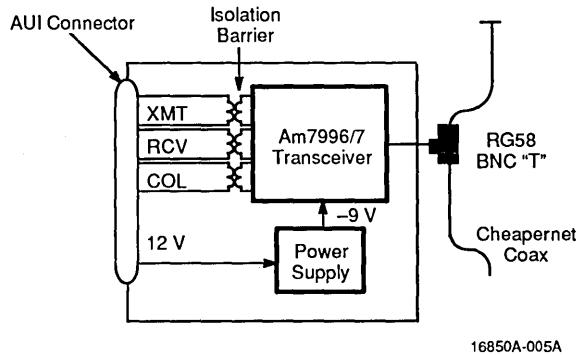 AUI Connector
Isolation
Barrier
XMT
RCV
COL
Am7996/7
Transceiver
RG58
BNC "T"
–9 V
12 V
Power
Supply
Cheapernet
Coax
16850A-005A